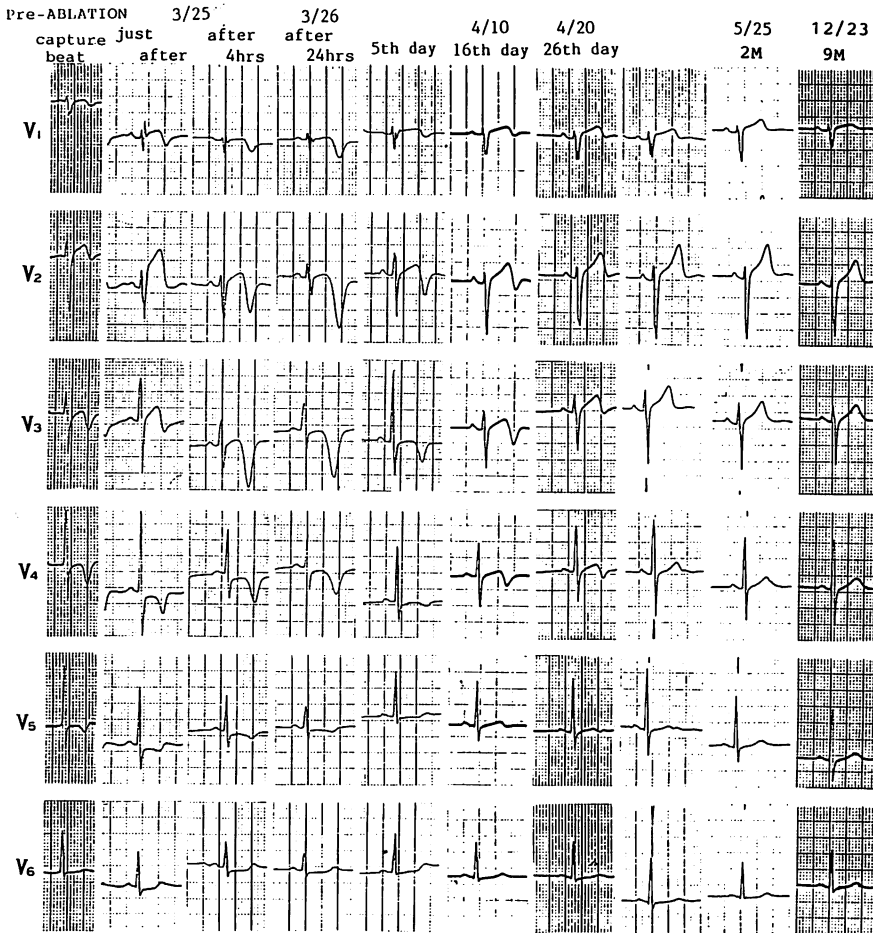 Pre-ABLATION 3/25 3/26 4/10 4/20 5/25 12/23
capture just after after
beat after 4hrs 24hrs 5th day 16th day 26th day 2M 9M
V1
V2
V3
V4
V5
V6